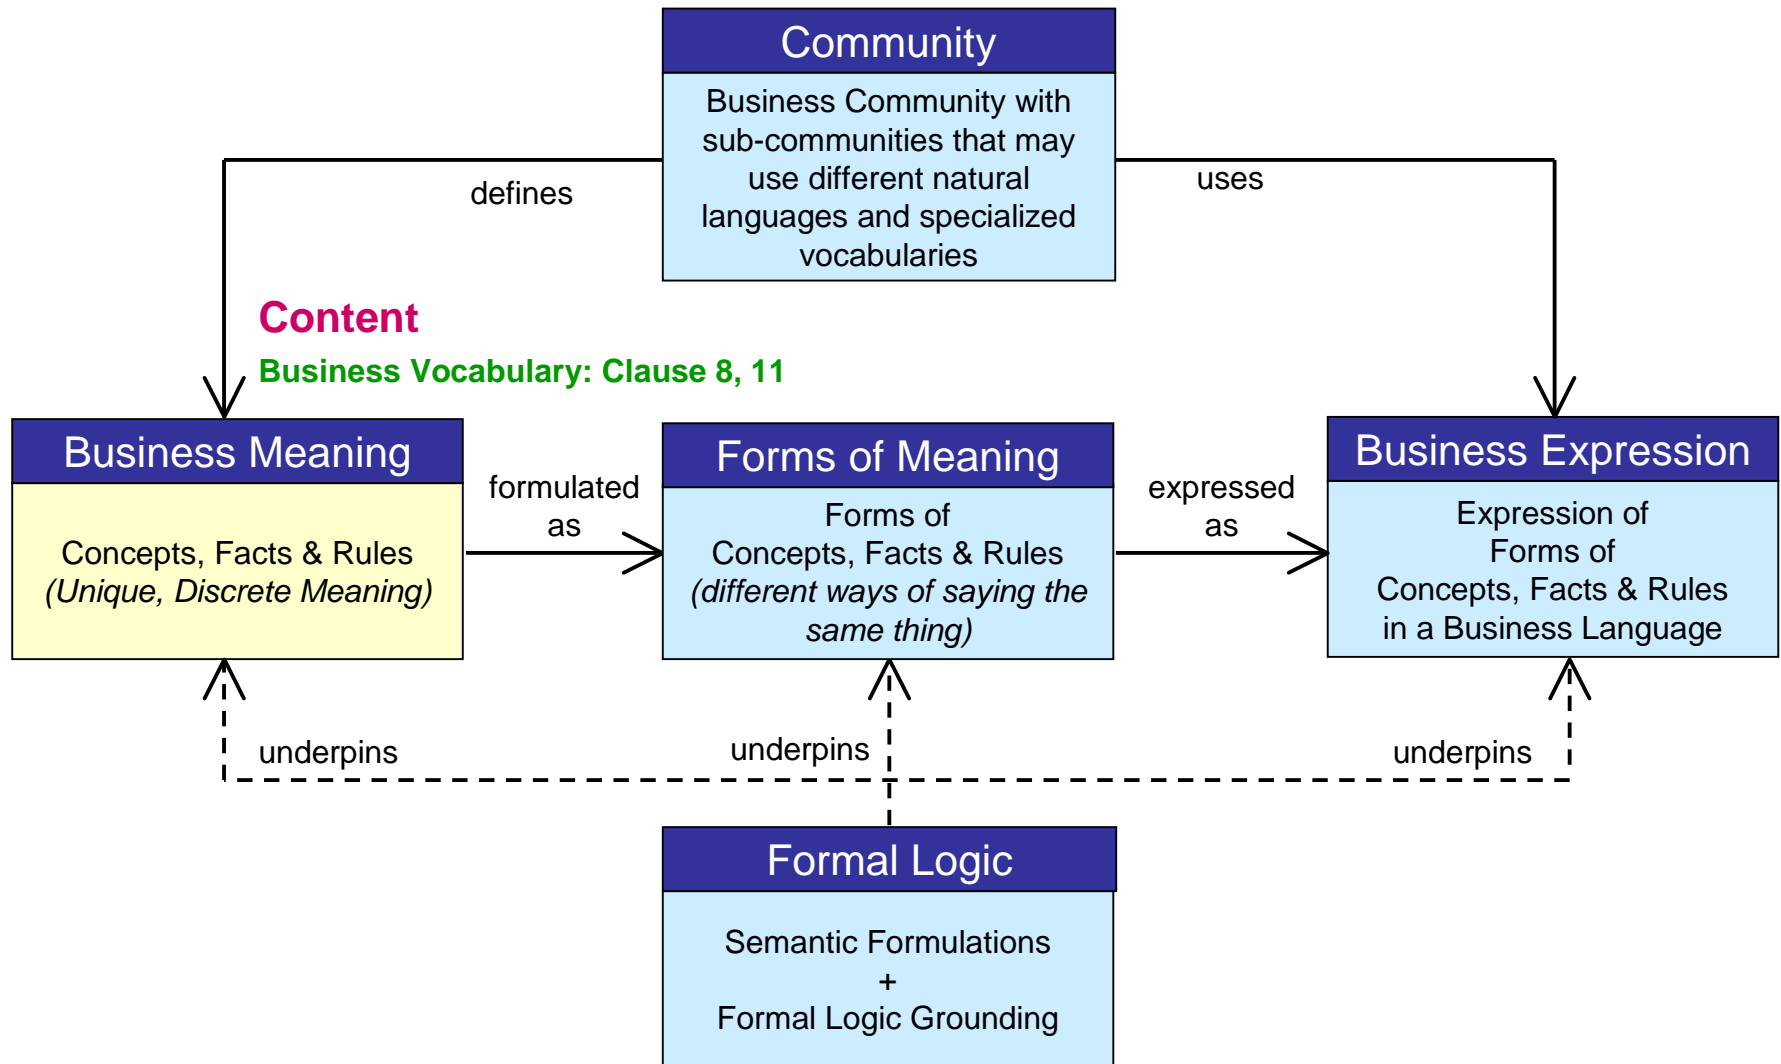 Community
Business Community with
sub-communities that may
use different natural
languages and specialized
vocabularies
defines
uses
Content
Business Vocabulary: Clause 8, 11
Business Meaning
Concepts, Facts & Rules
(Unique, Discrete Meaning)
formulated
as
Forms of Meaning
Forms of
Concepts, Facts & Rules
(different ways of saying the
same thing)
expressed
as
Business Expression
Expression of
Forms of
Concepts, Facts & Rules
in a Business Language
underpins
underpins
underpins
Formal Logic
Semantic Formulations
+
Formal Logic Grounding